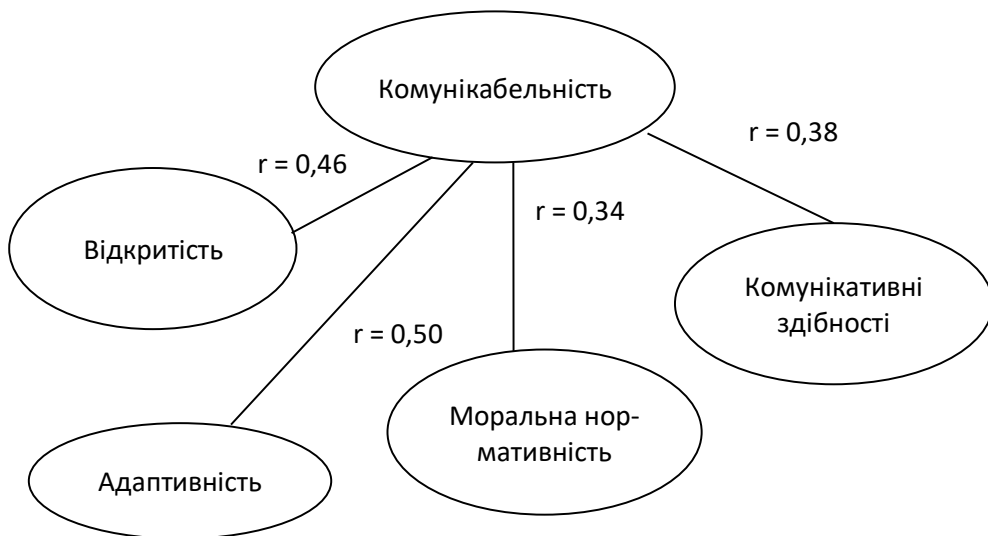 Комунікабельність
r = 0,38
r = 0,46
r = 0,34
Відкритість
Комунікативні
здібності
r = 0,50
Моральна нор-
мативність
Адаптивність